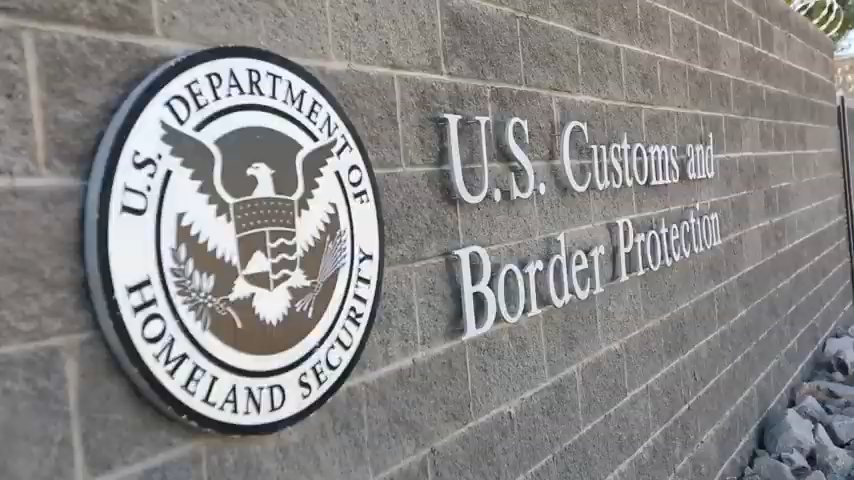 U.S. DEPARTMENT OF
HOMELAND SECURITY
U.S. Customs and
Border Protection